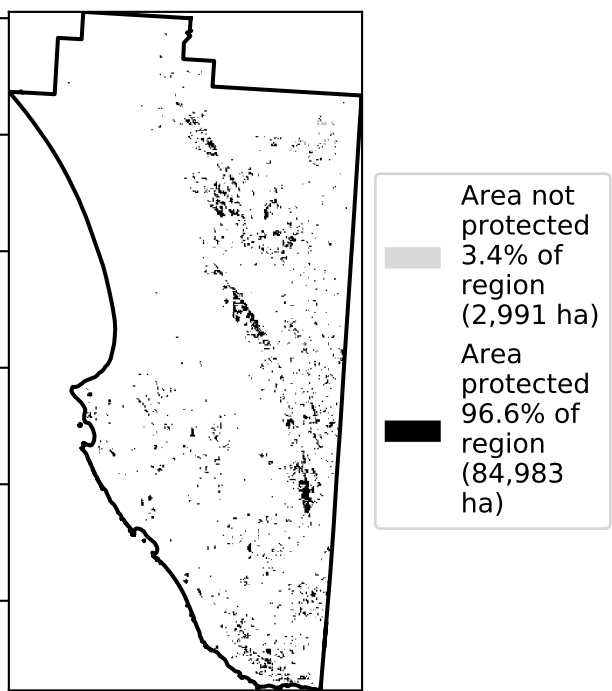 Area not
protected
3.4% of
region
(2,991 ha)
Area
protected
96.6% of
region
(84,983
ha)